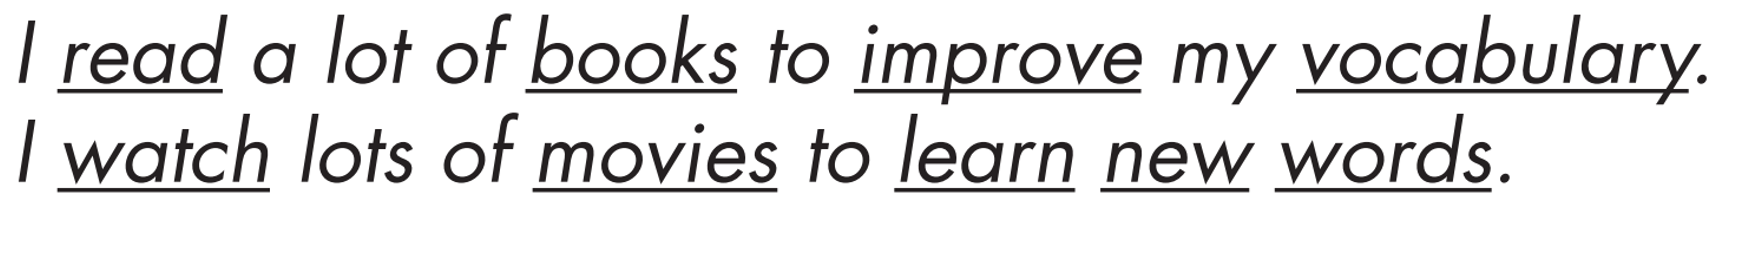 I read a lot of books to improve my vocabulary.
I watch lots of movies to learn new words.